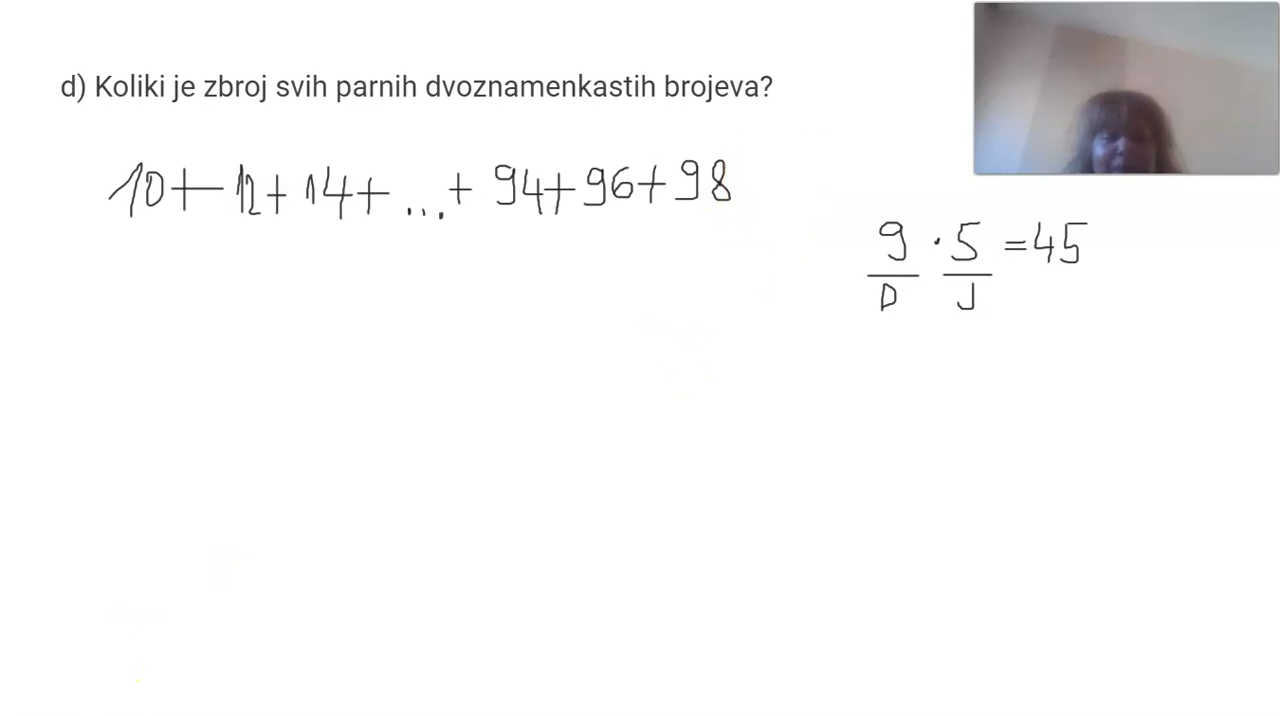 d) Koliki je zbroj svih parnih dvoznamenkastih brojeva?
10+12+14+...+94+96+98
9 · 5 = 45
D J